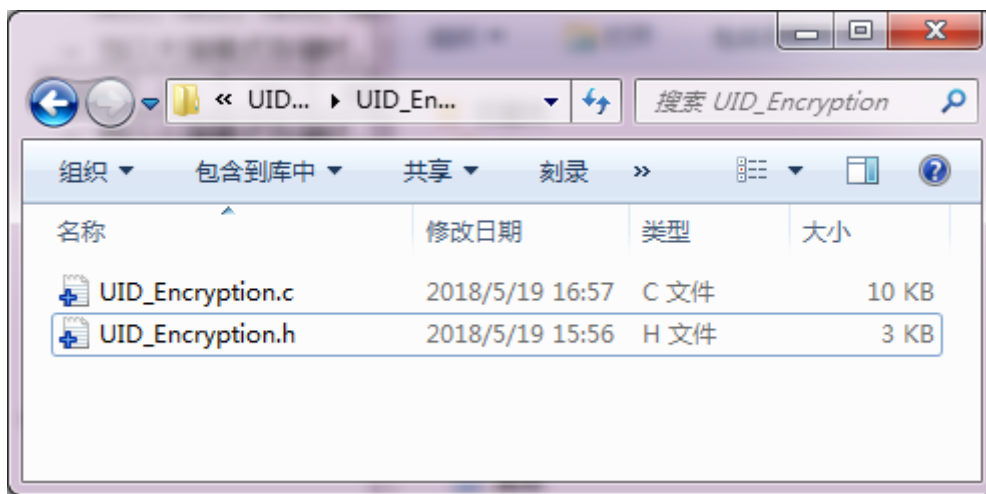 « UID... ▸ UID_En... 搜索 UID_Encryption
组织 包含到库中 共享 刻录 »
名称 修改日期 类型 大小
UID_Encryption.c 2018/5/19 16:57 C 文件 10 KB
UID_Encryption.h 2018/5/19 15:56 H 文件 3 KB